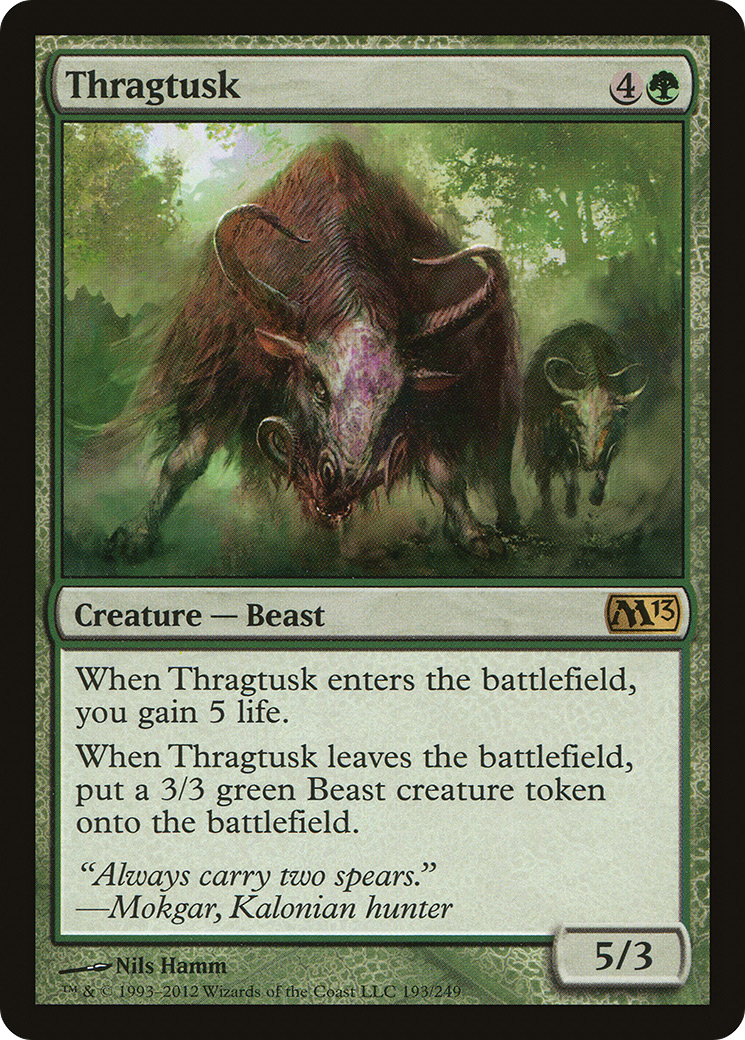 Thragtusk 4
Creature — Beast M13
When Thragtusk enters the battlefield,
you gain 5 life.
When Thragtusk leaves the battlefield,
put a 3/3 green Beast creature token
onto the battlefield.
“Always carry two spears.”
—Mokgar, Kalonian hunter
5/3
Nils Hamm
™ & © 1993–2012 Wizards of the Coast LLC 193/249